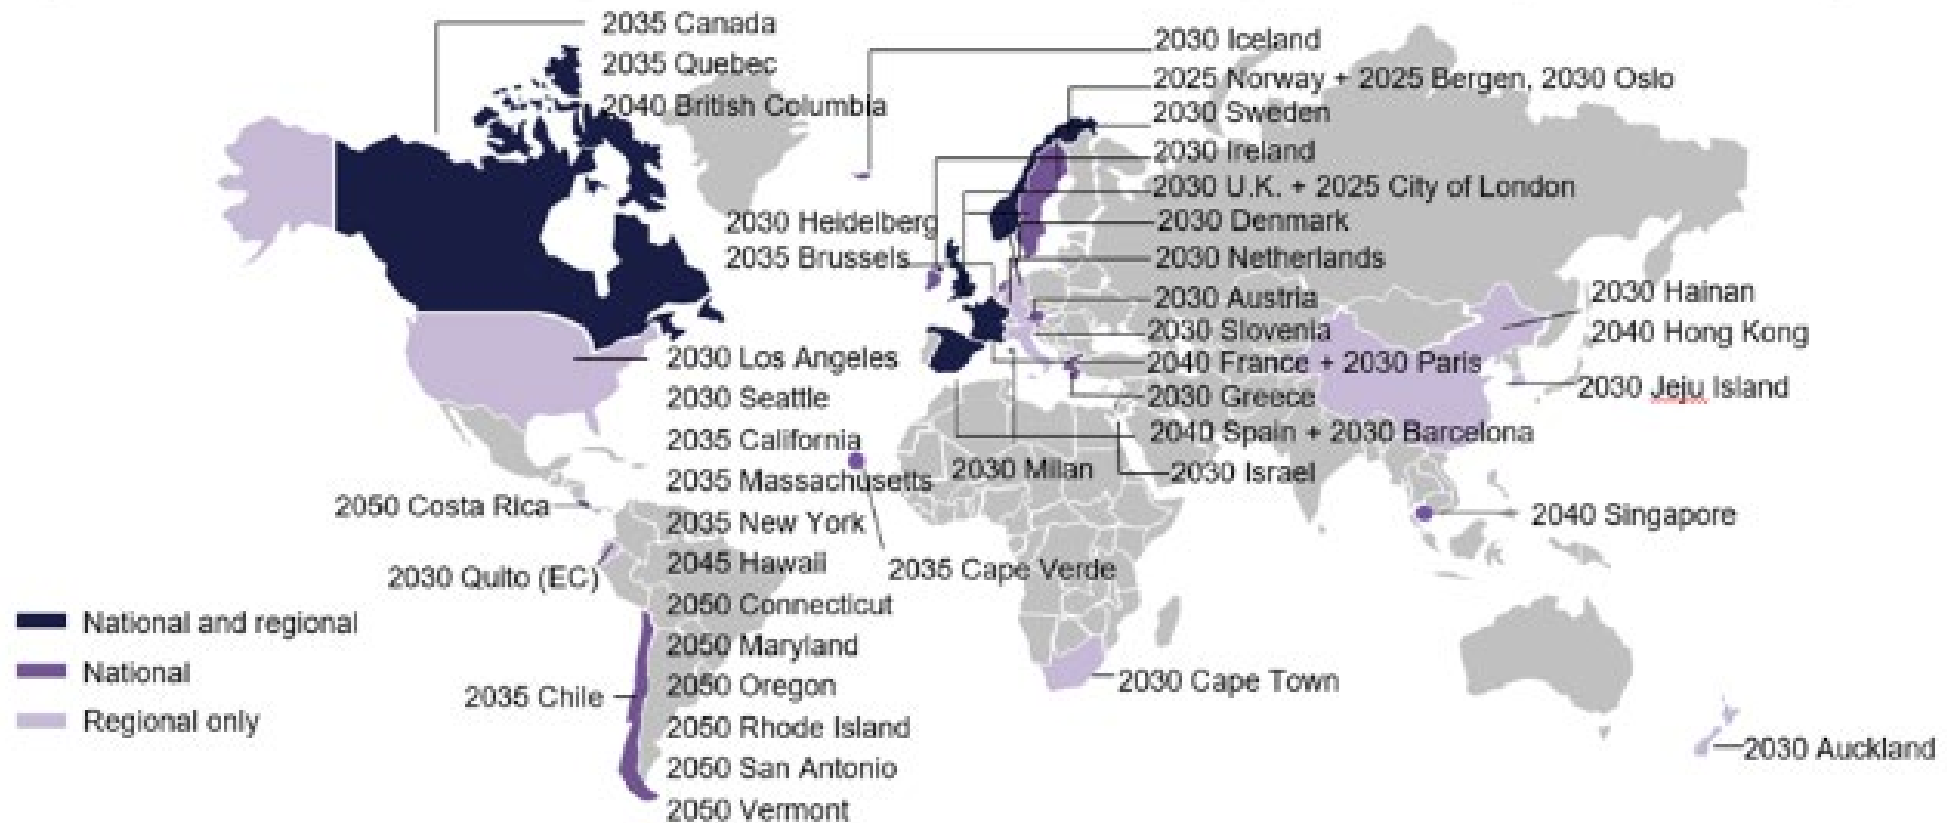 2035 Canada
2035 Quebec
2040 British Columbia
2030 Iceland
2025 Norway + 2025 Bergen, 2030 Oslo
2030 Sweden
2030 Ireland
2030 U.K. + 2025 City of London
2030 Denmark
2030 Netherlands
2030 Austria
2030 Slovenia
2040 France + 2030 Paris
2030 Greece
2040 Spain + 2030 Barcelona
2030 Israel
2030 Heidelberg
2035 Brussels
2030 Milan
2030 Hainan
2040 Hong Kong
2030 Jeju Island
2040 Singapore
2030 Los Angeles
2030 Seattle
2035 California
2035 Massachusetts
2035 New York
2045 Hawaii
2050 Connecticut
2050 Maryland
2050 Oregon
2050 Rhode Island
2050 San Antonio
2050 Vermont
2050 Costa Rica
2030 Quito (EC)
2035 Chile
2035 Cape Verde
2030 Cape Town
2030 Auckland
National and regional
National
Regional only